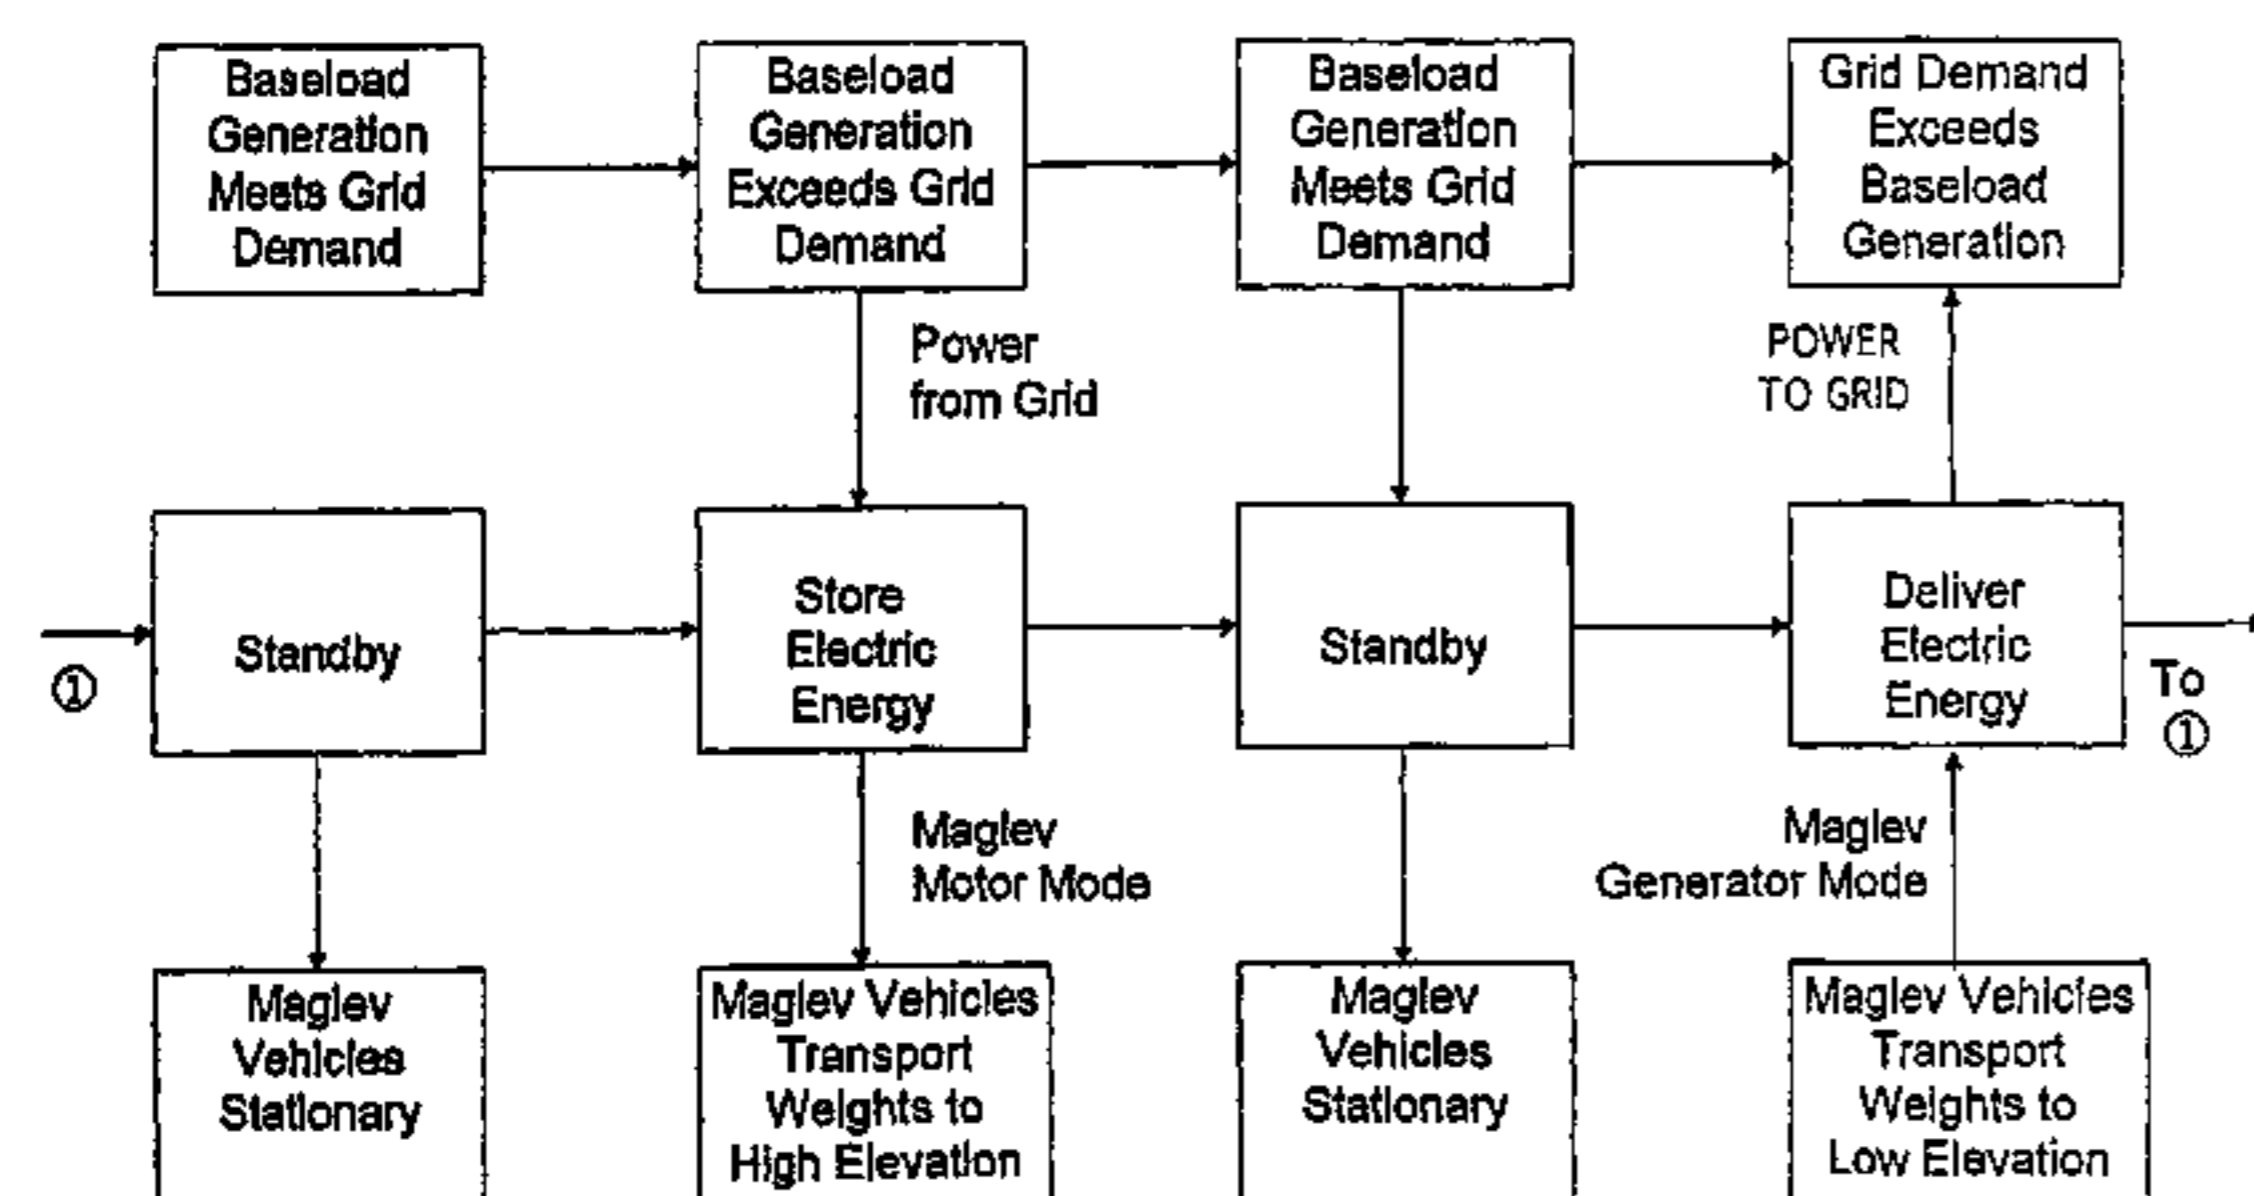 Baseload
Generation
Meets Grid
Demand
Baseload
Generation
Exceeds Grid
Demand
Baseload
Generation
Meets Grid
Demand
Grid Demand
Exceeds
Baseload
Generation
Power
from Grid
POWER
TO GRID
①
Standby
Store
Electric
Energy
Standby
Deliver
Electric
Energy
To
①
Maglev
Motor Mode
Maglev
Generator Mode
Maglev
Vehicles
Stationary
Maglev Vehicles
Transport
Weights to
High Elevation
Maglev
Vehicles
Stationary
Maglev Vehicles
Transport
Weights to
Low Elevation